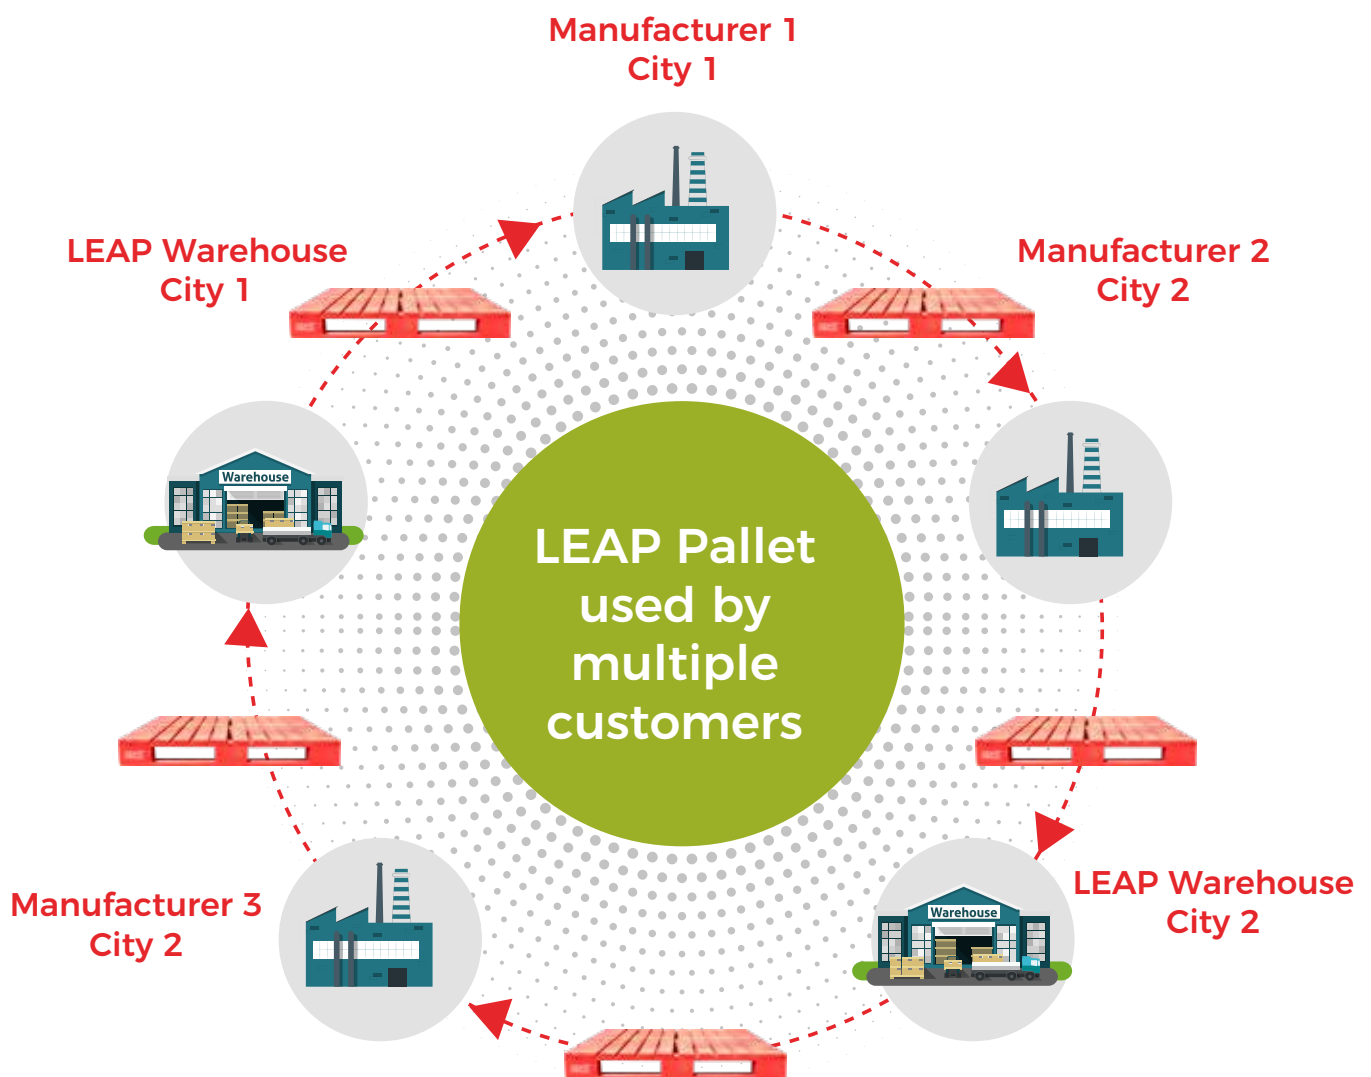 Manufacturer 1
City 1
LEAP Warehouse
City 1
Manufacturer 2
City 2
Warehouse
LEAP Pallet
used by
multiple
customers
Manufacturer 3
City 2
LEAP Warehouse
City 2
Warehouse